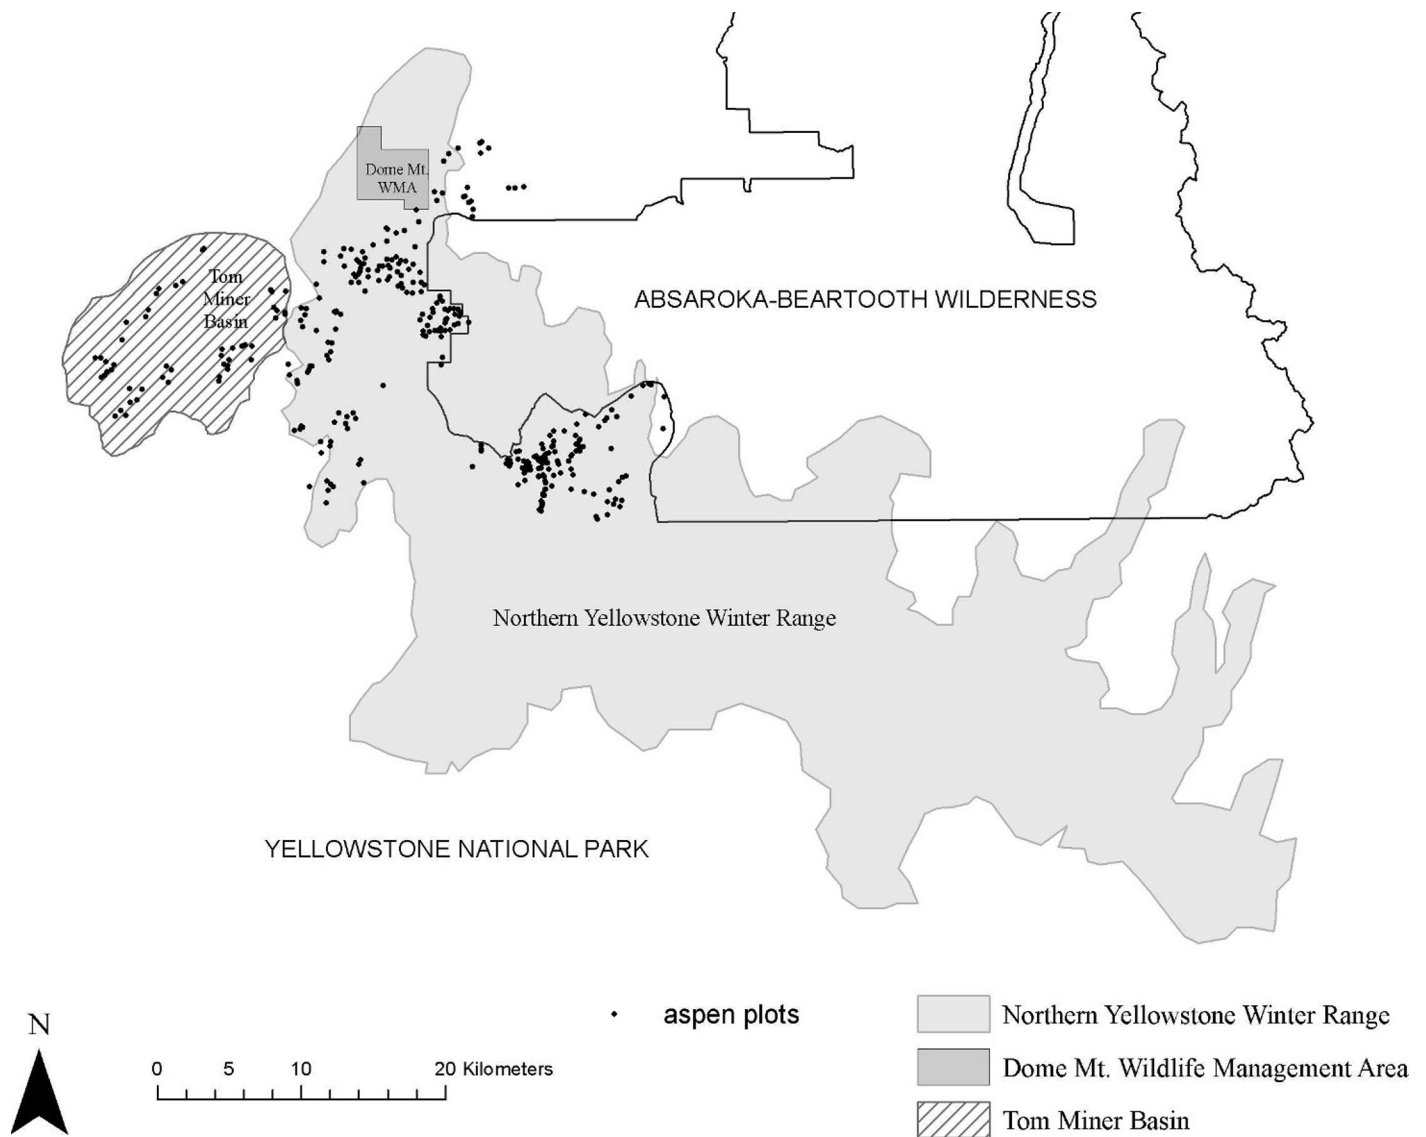 Dome Mt.
WMA
Tom
Miner
Basin
ABSAROKA-BEARTOOTH WILDERNESS
Northern Yellowstone Winter Range
YELLOWSTONE NATIONAL PARK
N
0 5 10 20 Kilometers
aspen plots
Northern Yellowstone Winter Range
Dome Mt. Wildlife Management Area
Tom Miner Basin